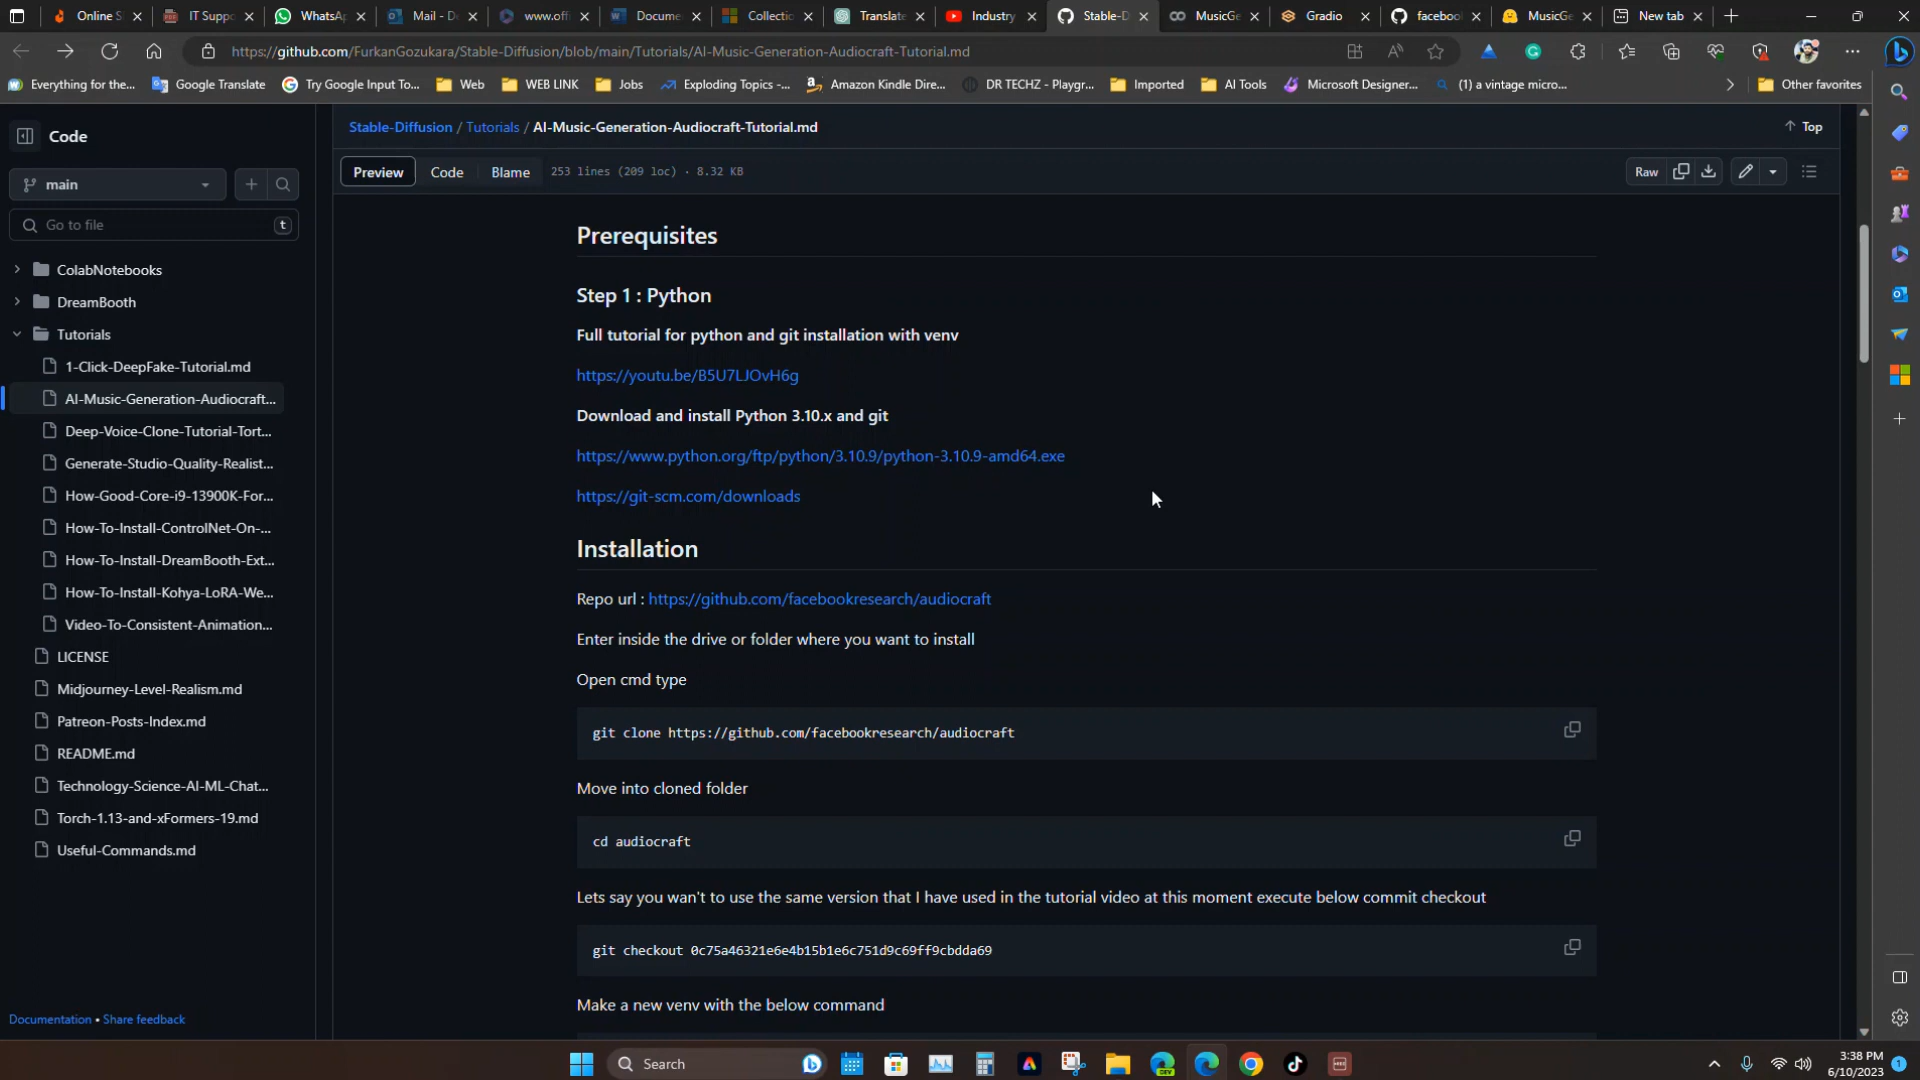 Online S
IT Suppo
WhatsAp
Mail - D
www.offi
Docume
Collectio
Translate
Industry
Stable-D
MusicGe
Gradio
facebook
MusicGe
New tab
https://github.com/FurkanGozukara/Stable-Diffusion/blob/main/Tutorials/AI-Music-Generation-Audiocraft-Tutorial.md
Everything for the...
Google Translate
Try Google Input To...
Web
WEB LINK
Jobs
Exploding Topics -...
Amazon Kindle Dire...
DR TECHZ - Playgr...
Imported
AI Tools
Microsoft Designer...
(1) a vintage micro...
Other favorites
Code
main
Go to file
t
ColabNotebooks
DreamBooth
Tutorials
1-Click-DeepFake-Tutorial.md
AI-Music-Generation-Audiocraft...
Deep-Voice-Clone-Tutorial-Tort...
Generate-Studio-Quality-Realist...
How-Good-Core-i9-13900K-For...
How-To-Install-ControlNet-On-...
How-To-Install-DreamBooth-Ext...
How-To-Install-Kohya-LoRA-We...
Video-To-Consistent-Animation...
LICENSE
Midjourney-Level-Realism.md
Patreon-Posts-Index.md
README.md
Technology-Science-AI-ML-Chat...
Torch-1.13-and-xFormers-19.md
Useful-Commands.md
Documentation • Share feedback
Stable-Diffusion / Tutorials / AI-Music-Generation-Audiocraft-Tutorial.md
Top
Preview
Code
Blame
253 lines (209 loc) · 8.32 KB
Raw
Prerequisites
Step 1 : Python
Full tutorial for python and git installation with venv
https://youtu.be/B5U7LJOvH6g
Download and install Python 3.10.x and git
https://www.python.org/ftp/python/3.10.9/python-3.10.9-amd64.exe
https://git-scm.com/downloads
Installation
Repo url : https://github.com/facebookresearch/audiocraft
Enter inside the drive or folder where you want to install
Open cmd type
git clone https://github.com/facebookresearch/audiocraft
Move into cloned folder
cd audiocraft
Lets say you wan't to use the same version that I have used in the tutorial video at this moment execute below commit checkout
git checkout 0c75a46321e6e4b15b1e6c751d9c69ff9cbdda69
Make a new venv with the below command
Search
3:38 PM
6/10/2023
1